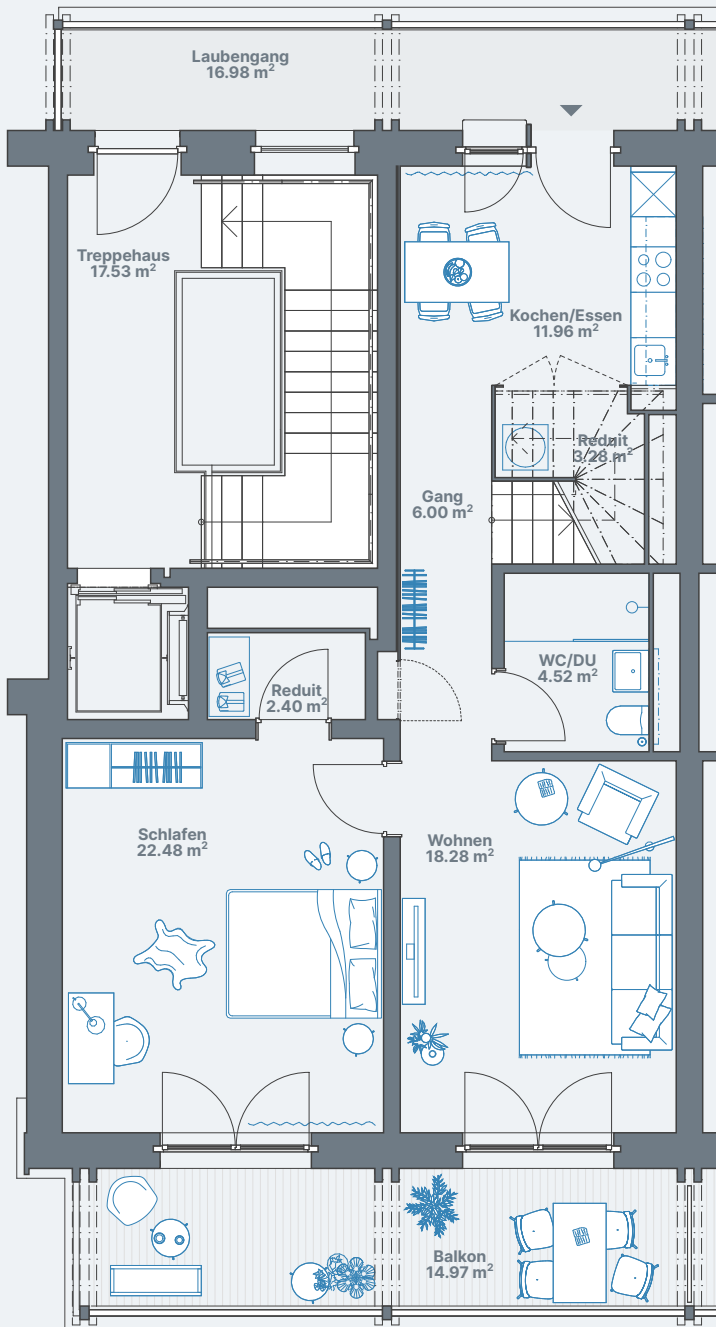 Laubengang
16.98 m²
Treppehaus
17.53 m²
Kochen/Essen
11.96 m²
Reduit
3.28 m²
Gang
6.00 m²
WC/DU
4.52 m²
Reduit
2.40 m²
Schlafen
22.48 m²
Wohnen
18.28 m²
Balkon
14.97 m²